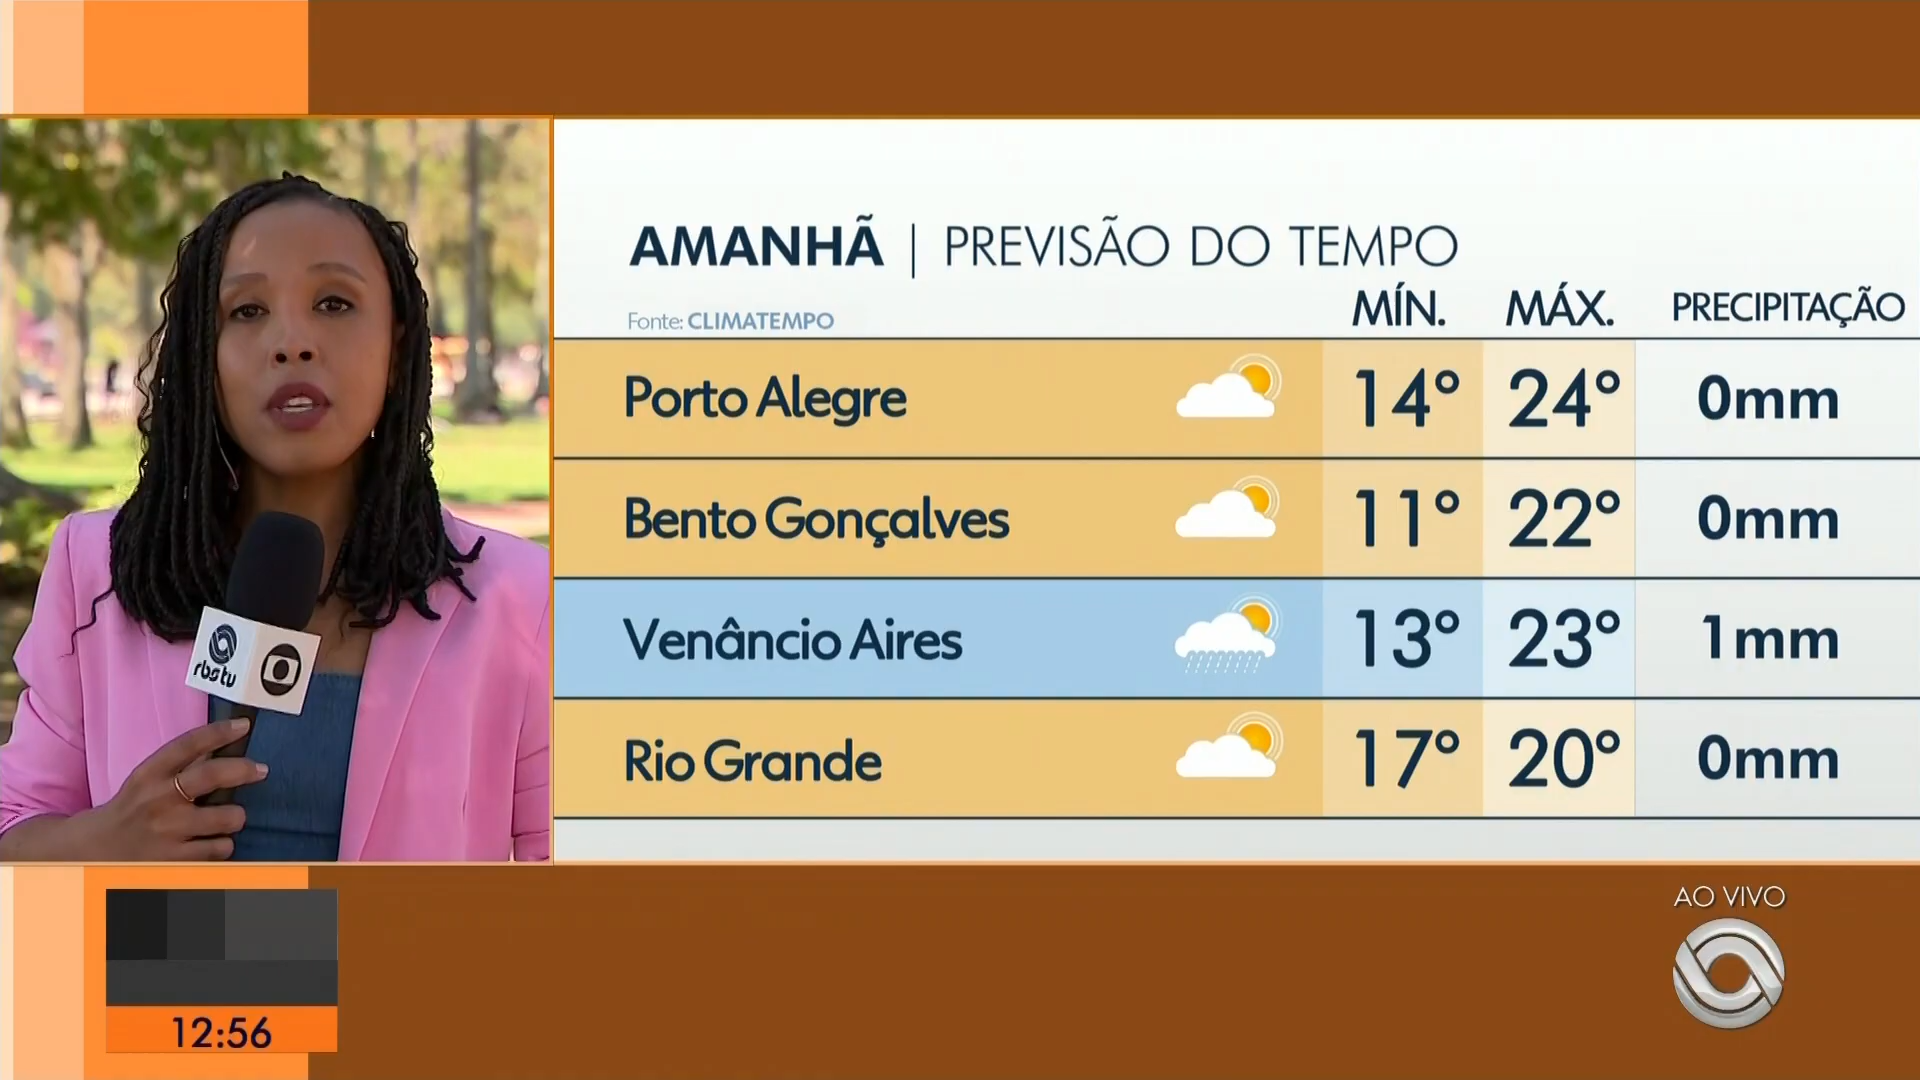 AMANHÃ | PREVISÃO DO TEMPO
Fonte: CLIMATEMPO
MÍN. MÁX. PRECIPITAÇÃO
Porto Alegre 14° 24° 0mm
Bento Gonçalves 11° 22° 0mm
Venâncio Aires 13° 23° 1mm
Rio Grande 17° 20° 0mm
rbs tv
AO VIVO
12:56